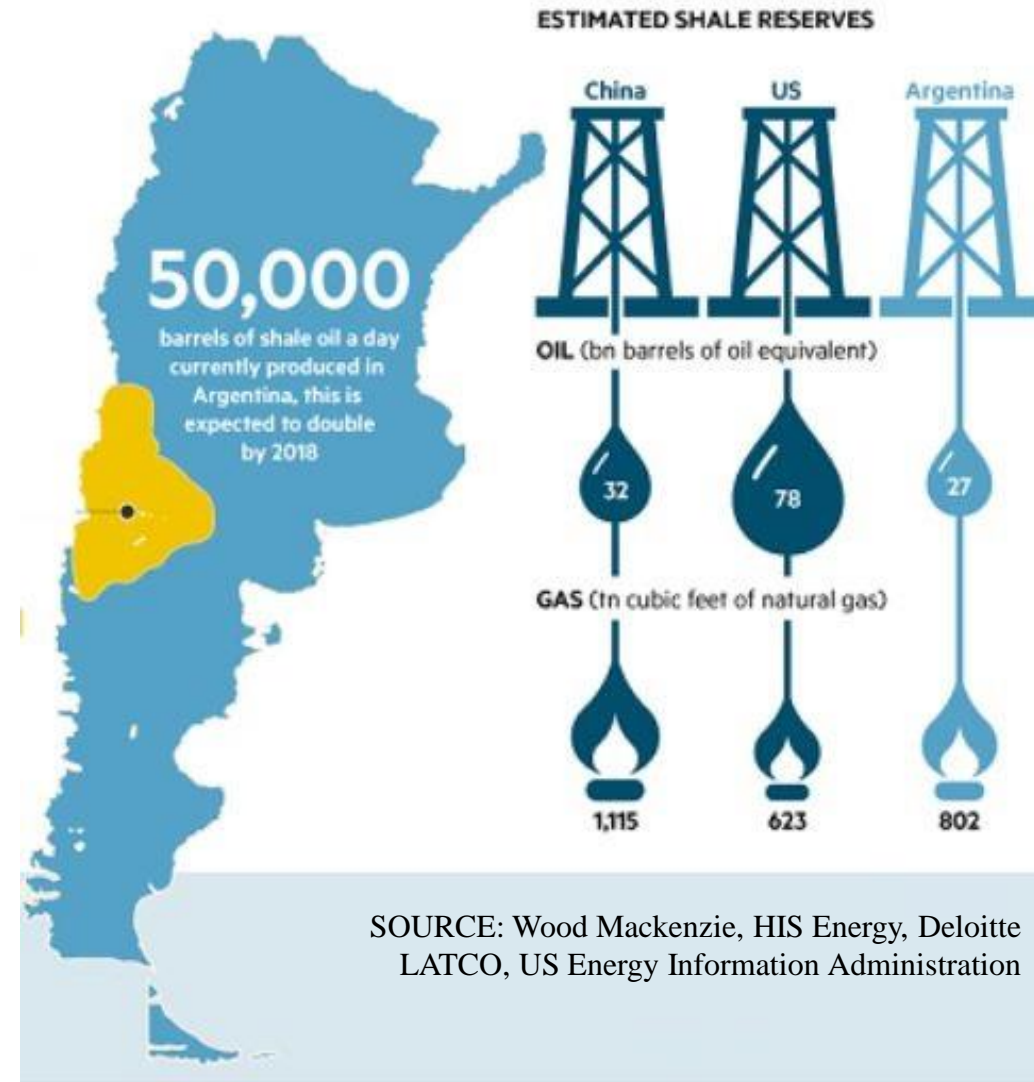 ESTIMATED SHALE RESERVES
China US Argentina
50,000
barrels of shale oil a day
currently produced in
Argentina, this is
expected to double
by 2018
OIL (bn barrels of oil equivalent)
32 78 27
GAS (tn cubic feet of natural gas)
1,115 623 802
SOURCE: Wood Mackenzie, HIS Energy, Deloitte
LATCO, US Energy Information Administration